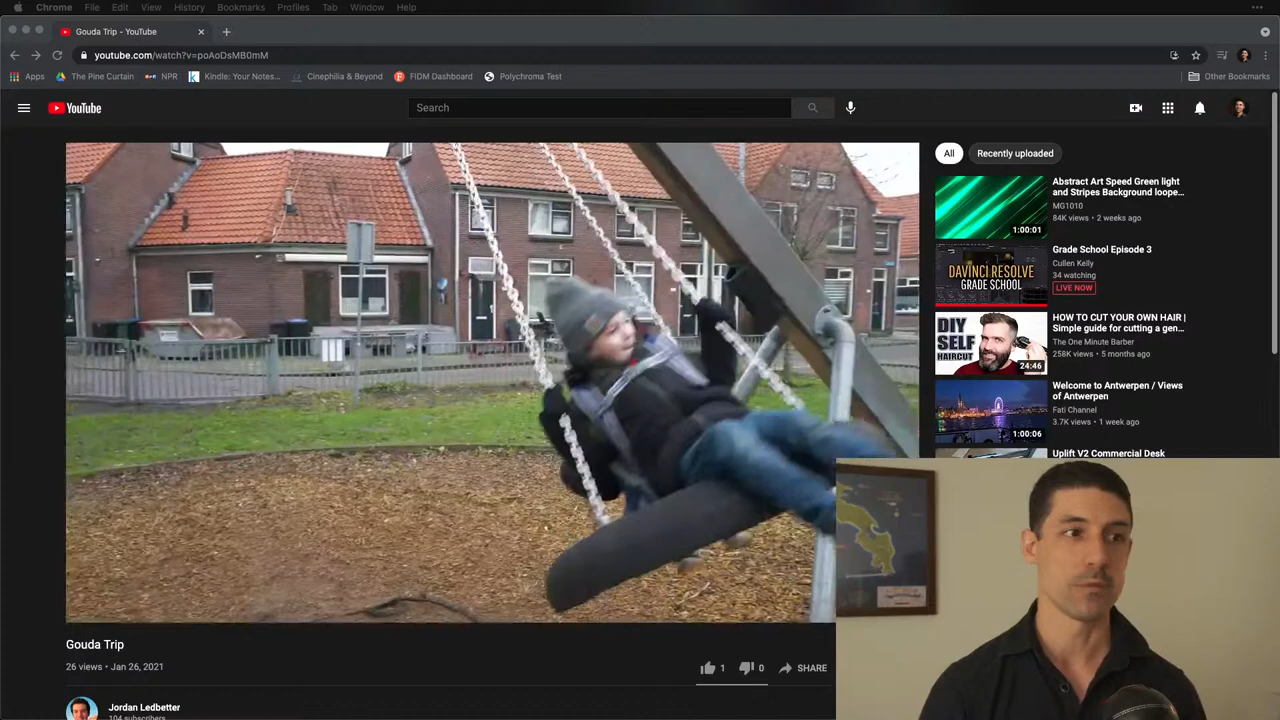 Chrome File Edit View History Bookmarks Profiles Tab Window Help
Gouda Trip - YouTube
youtube.com/watch?v=poAoDsMB0mM
Apps The Pine Curtain NPR Kindle: Your Notes... Cinephilia & Beyond FIDM Dashboard Polychroma Test Other Bookmarks
YouTube
Search
All Recently uploaded
Abstract Art Speed Green light
and Stripes Background loope...
MG1010
84K views • 2 weeks ago
1:00:01
Grade School Episode 3
Cullen Kelly
34 watching
LIVE NOW
DAVINCI RESOLVE
GRADE SCHOOL
HOW TO CUT YOUR OWN HAIR |
Simple guide for cutting a gen...
The One Minute Barber
258K views • 5 months ago
DIY
SELF
HAIRCUT
24:46
Welcome to Antwerpen / Views
of Antwerpen
Fati Channel
3.7K views • 1 week ago
1:00:06
Uplift V2 Commercial Desk
Gouda Trip
26 views • Jan 26, 2021
1 0 SHARE
Jordan Ledbetter
104 subscribers